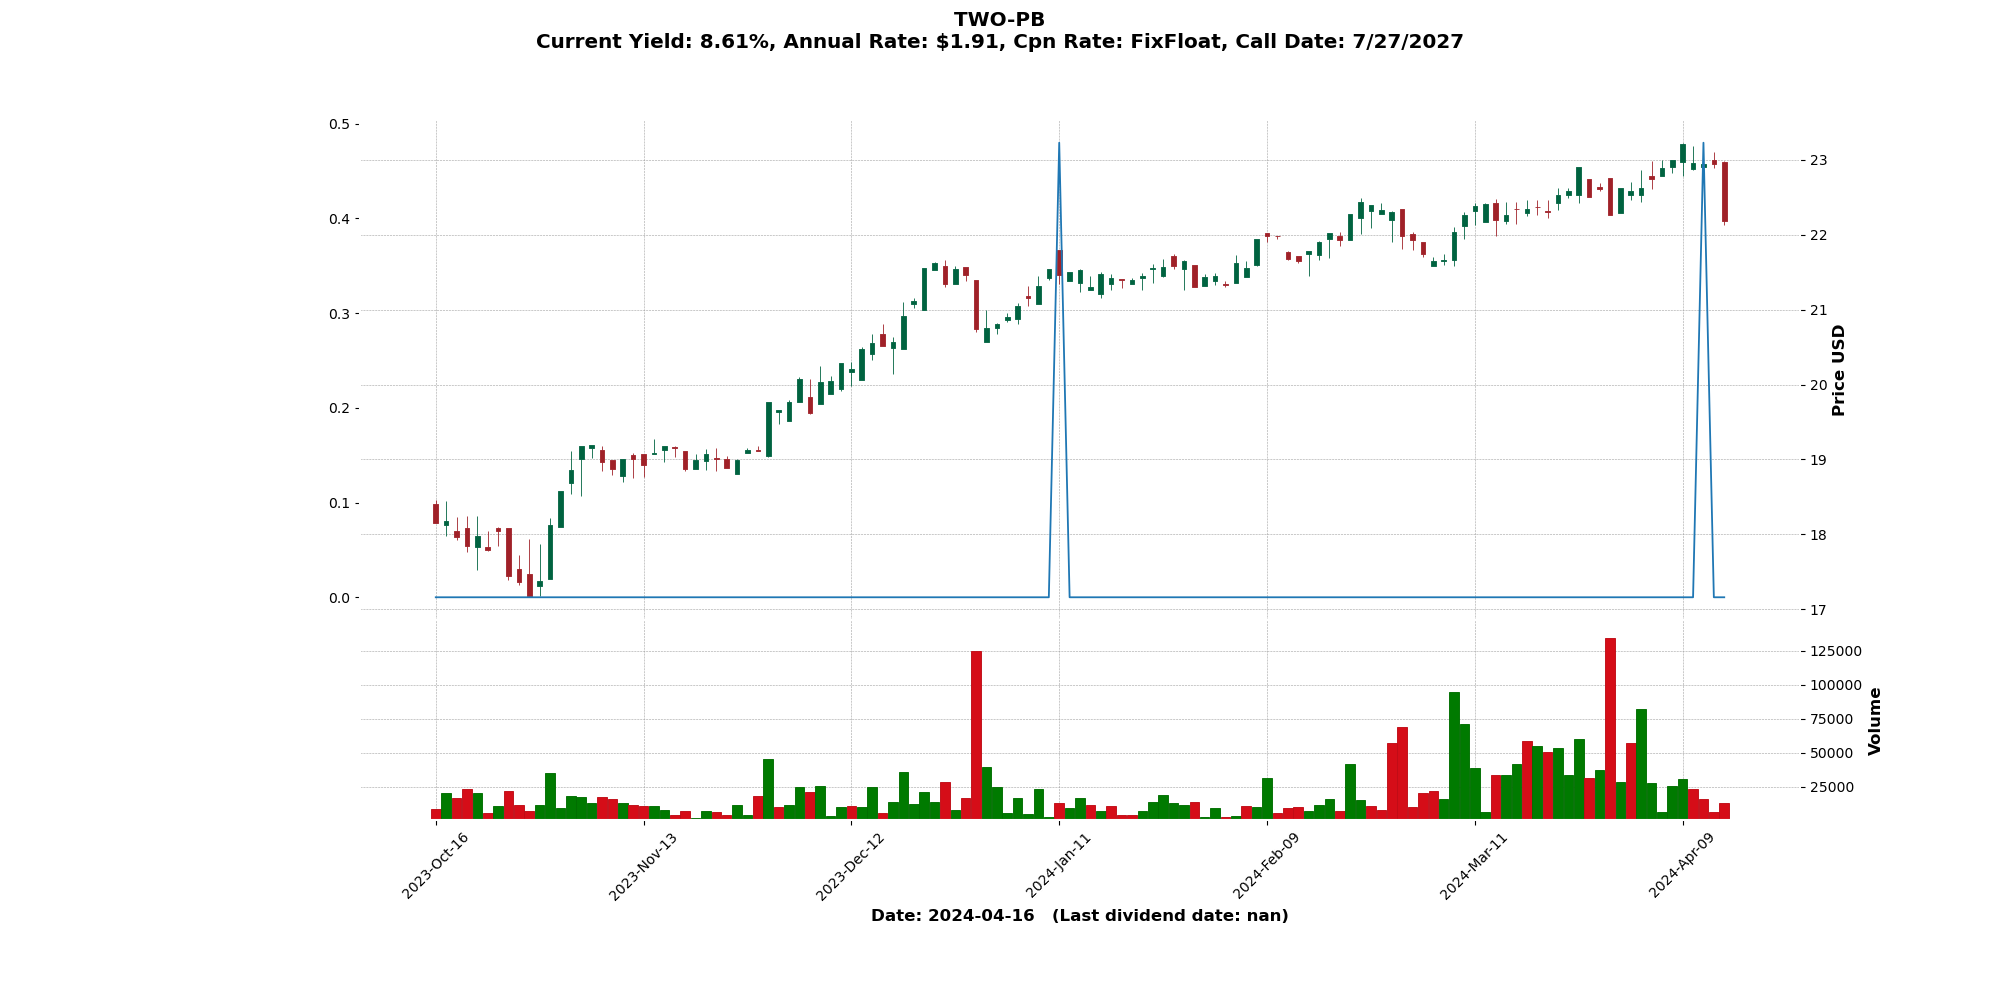 TWO-PB
Current Yield: 8.61%, Annual Rate: $1.91, Cpn Rate: FixFloat, Call Date: 7/27/2027
0.5
0.4
0.3
0.2
0.1
0.0
23
22
21
20
19
18
17
Price USD
125000
100000
75000
50000
25000
Volume
2023-Oct-16
2023-Nov-13
2023-Dec-12
2024-Jan-11
2024-Feb-09
2024-Mar-11
2024-Apr-09
Date: 2024-04-16 (Last dividend date: nan)